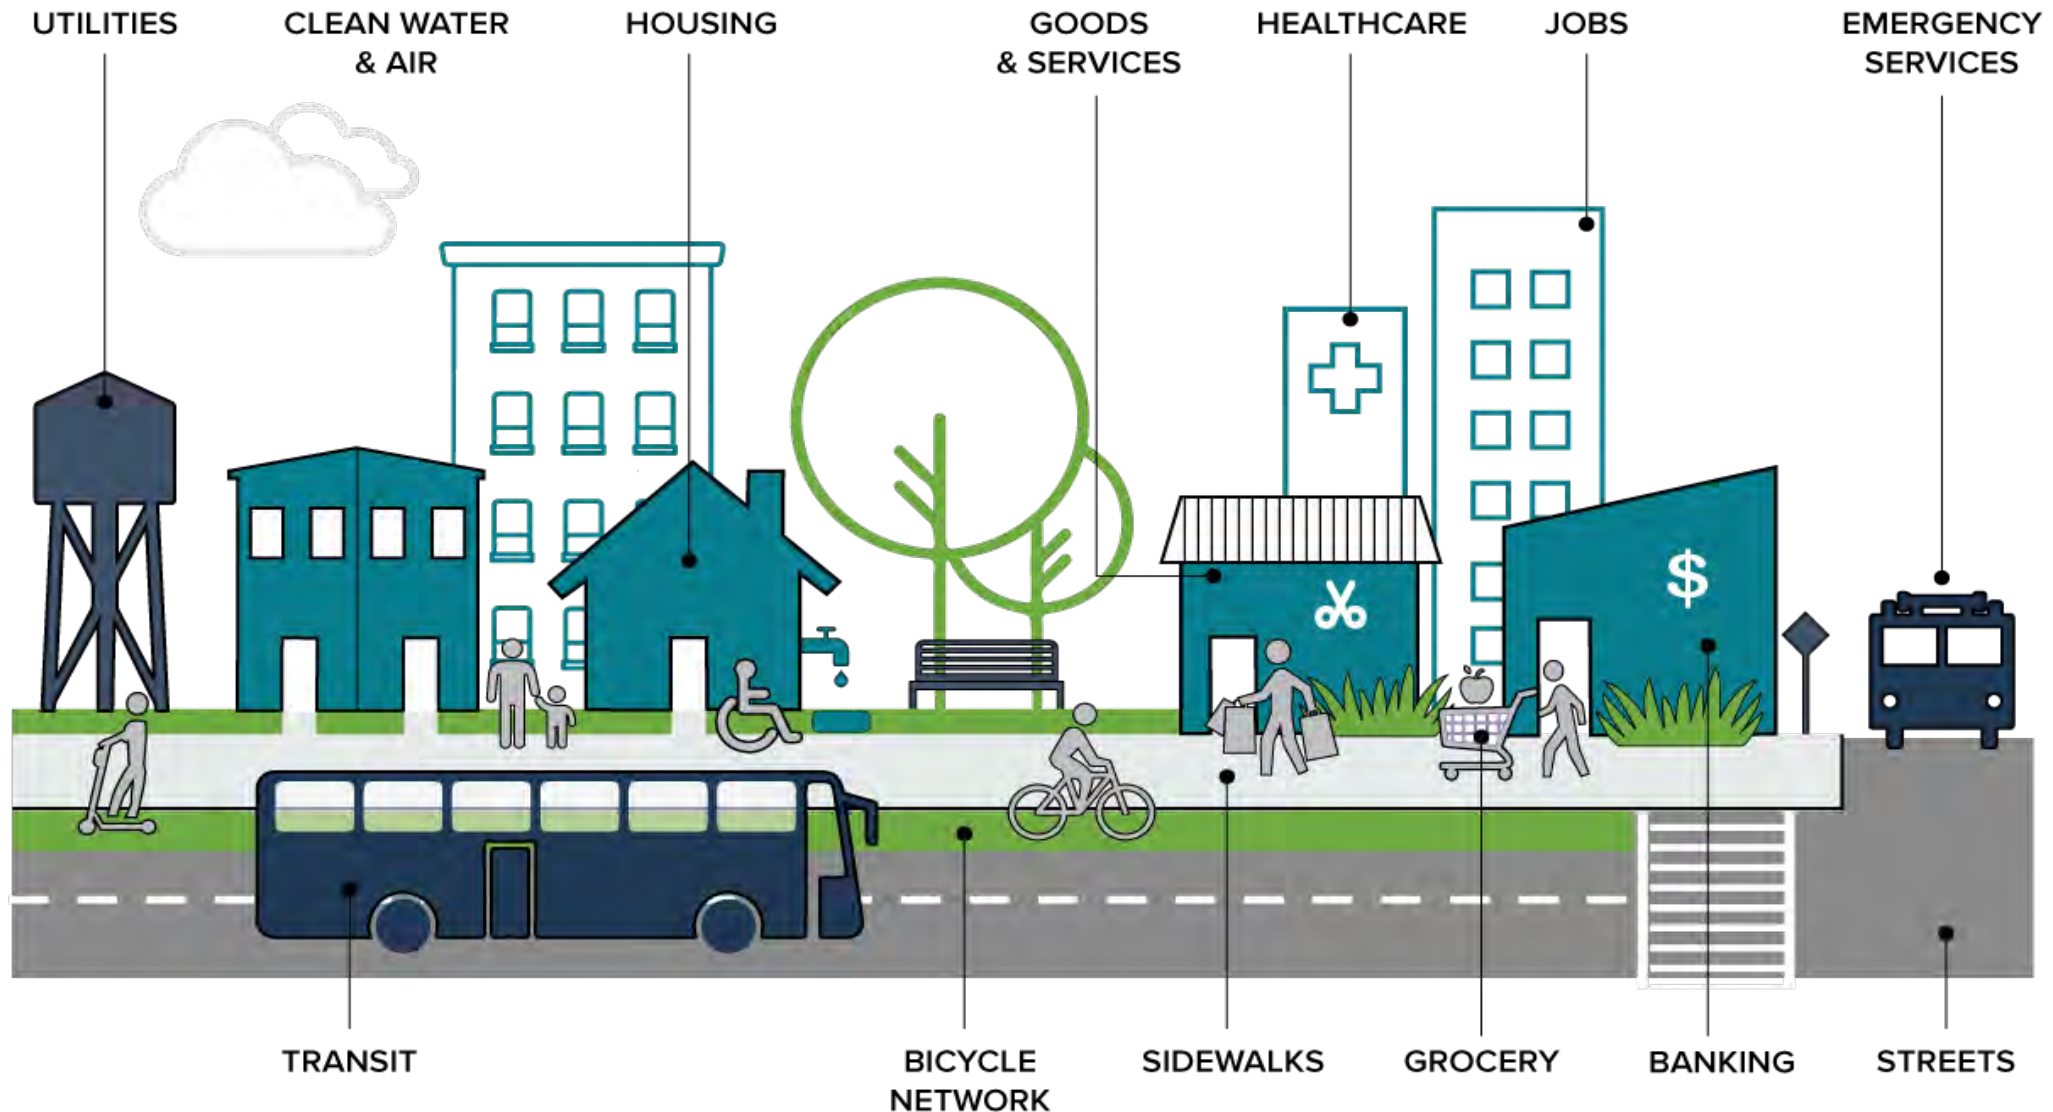 UTILITIES
CLEAN WATER
& AIR
HOUSING
GOODS
& SERVICES
HEALTHCARE
JOBS
EMERGENCY
SERVICES
$
TRANSIT
BICYCLE
NETWORK
SIDEWALKS
GROCERY
BANKING
STREETS